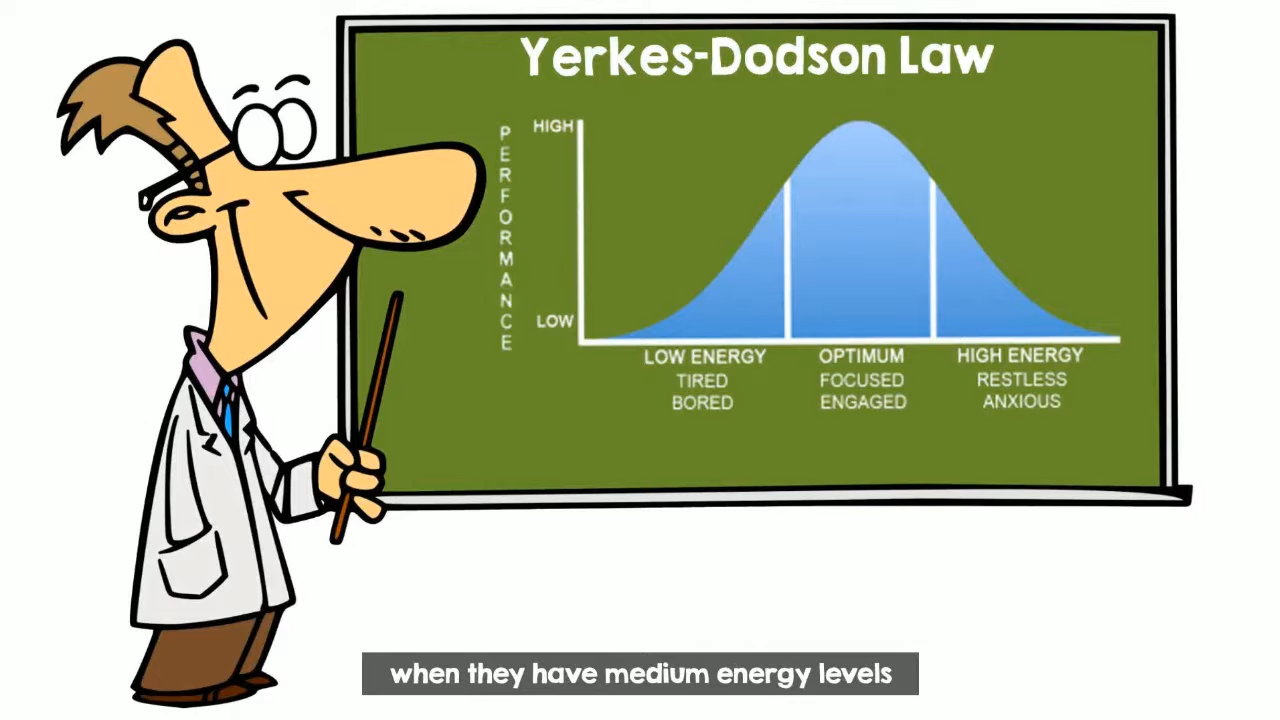 Yerkes-Dodson Law
PERFORMANCE
HIGH
LOW
LOW ENERGY
TIRED
BORED
OPTIMUM
FOCUSED
ENGAGED
HIGH ENERGY
RESTLESS
ANXIOUS
when they have medium energy levels